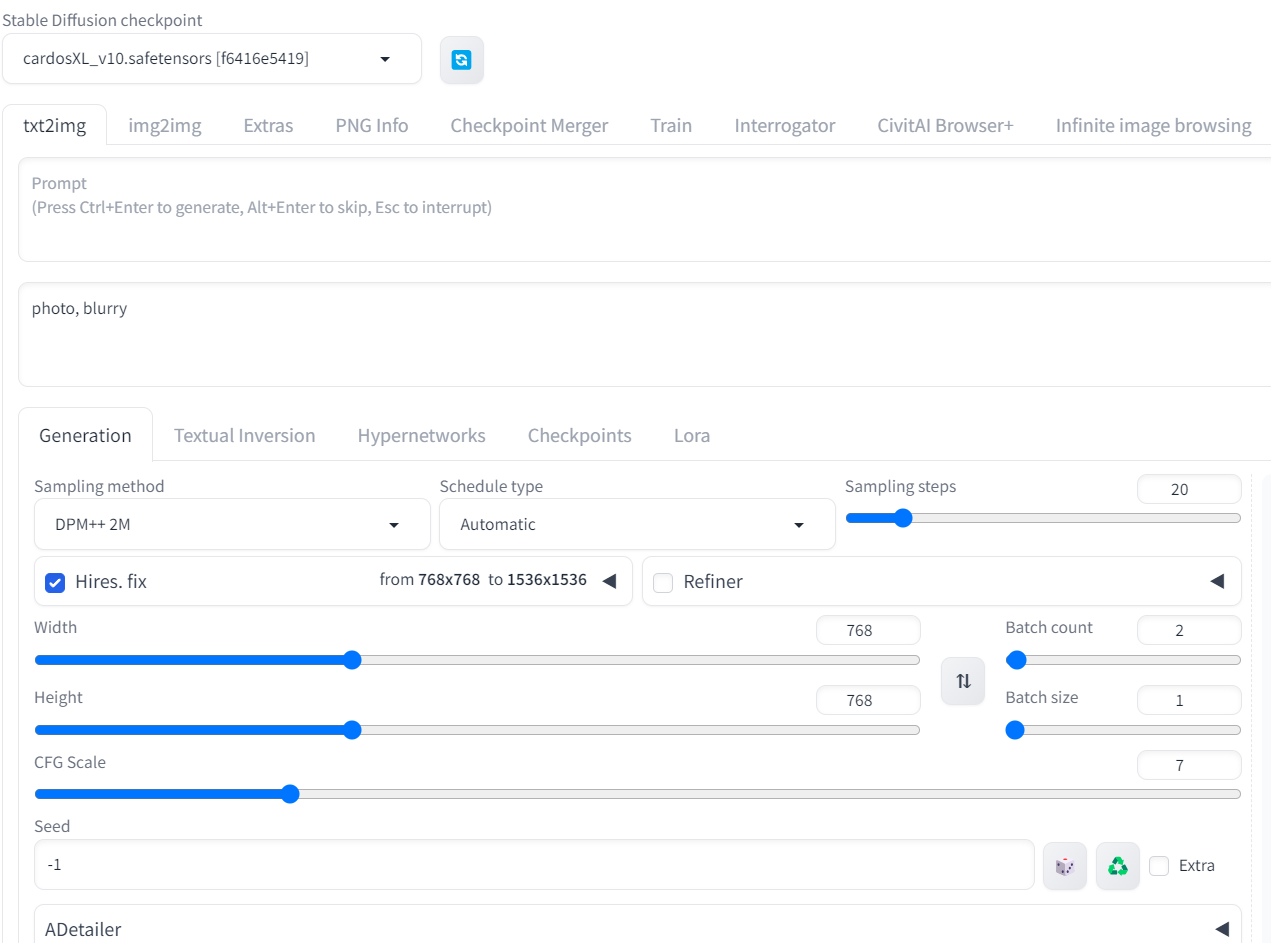 Stable Diffusion checkpoint
cardosXL_v10.safetensors [f6416e5419]
txt2img img2img Extras PNG Info Checkpoint Merger Train Interrogator CivitAI Browser+ Infinite image browsing
Prompt
(Press Ctrl+Enter to generate, Alt+Enter to skip, Esc to interrupt)
photo, blurry
Generation Textual Inversion Hypernetworks Checkpoints Lora
Sampling method Schedule type Sampling steps 20
DPM++ 2M Automatic
Hires. fix from 768x768 to 1536x1536 Refiner
Width 768 Batch count 2
Height 768 Batch size 1
CFG Scale 7
Seed
-1 Extra
ADetailer